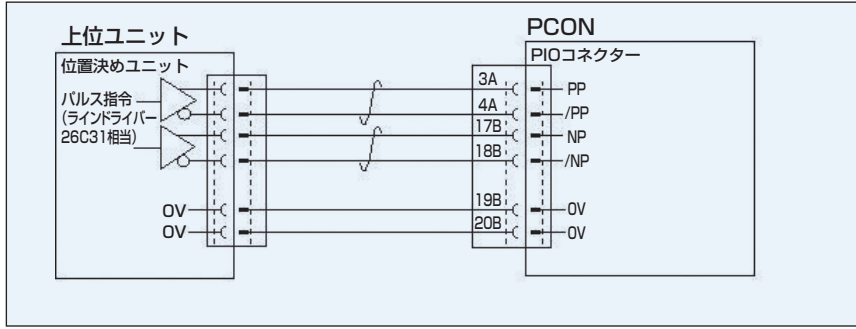 上位ユニット
位置決めユニット
パルス指令
(ラインドライバー
26C31相当)
0V
0V
PCON
PIOコネクター
3A
PP
4A
/PP
17B
NP
18B
/NP
19B
0V
20B
0V